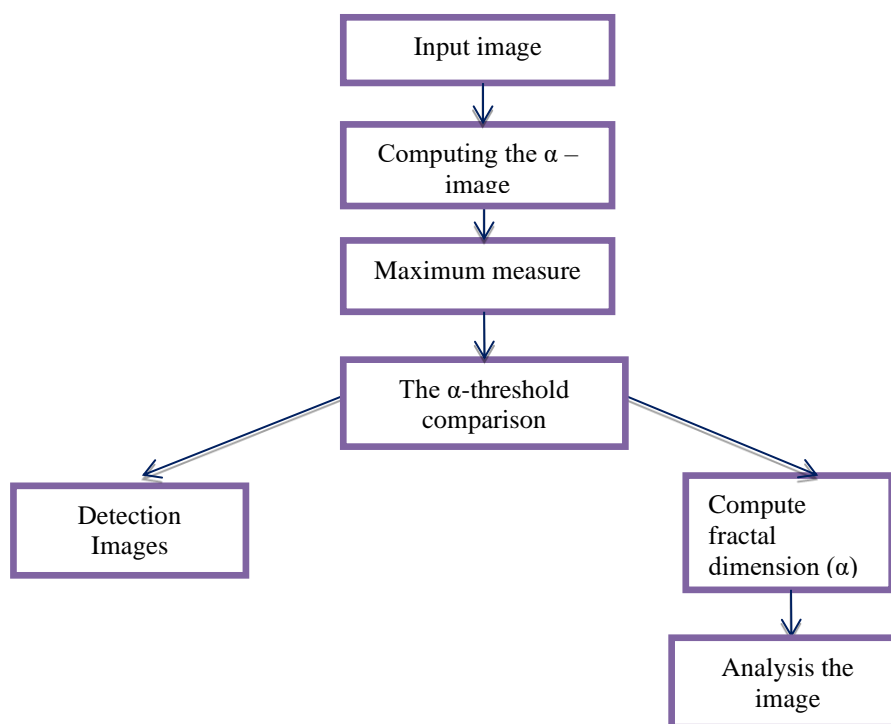 Input image
Computing the α –
image
Maximum measure
The α-threshold
comparison
Detection
Images
Compute
fractal
dimension (α)
Analysis the
image